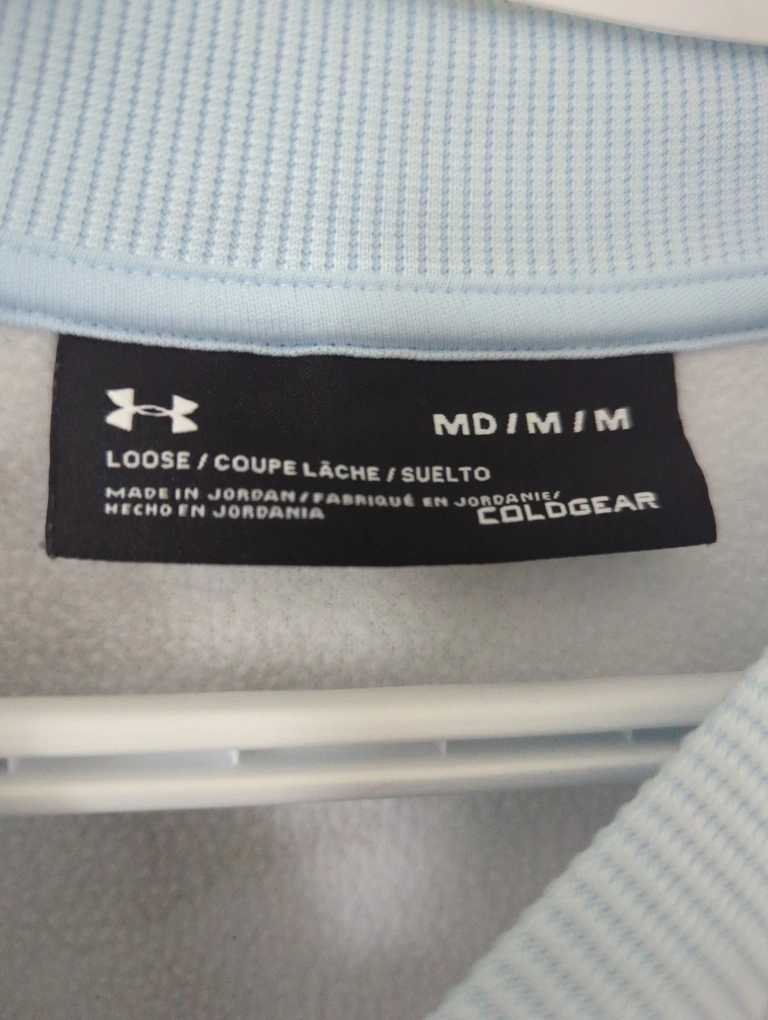 MD / M / M
LOOSE / COUPE LÂCHE / SUELTO
MADE IN JORDAN / FABRIQUÉ EN JORDANIE/
HECHO EN JORDANIA
COLDGEAR